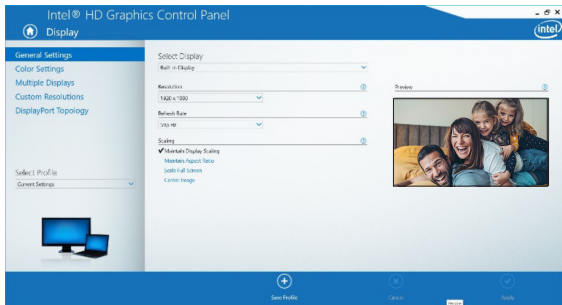 Intel® HD Graphics Control Panel
Display
intel
General Settings
Color Settings
Multiple Displays
Custom Resolutions
DisplayPort Topology
Select Profile
Current Settings
Select Display
Built in Display
Resolution
1920 x 1080
Refresh Rate
Scaling
Maintain Display Scaling
Maintain Aspect Ratio
Scale Full Screen
Center Image
Preview
Save Profile
Cancel
Apply